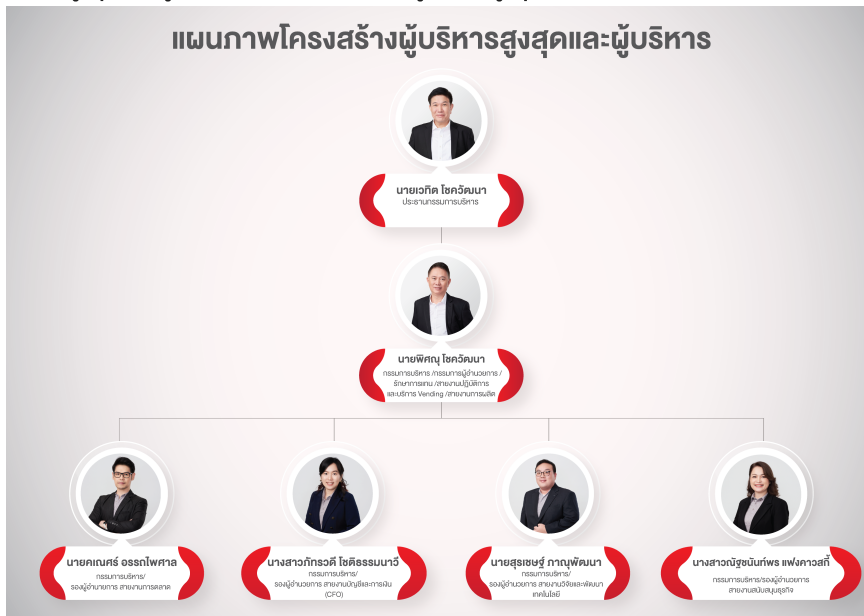 แผนภาพโครงสร้างผู้บริหารสูงสุดและผู้บริหาร
นายเวทิต โชควัฒนา
ประธานกรรมการบริหาร
นายพิศณุ โชควัฒนา
กรรมการบริหาร /กรรมการผู้อำนวยการ /
รักษาการแทน /สายงานปฏิบัติการ
และบริการ Vending /สายงานการผลิต
นายคเณศร์ อรรถไพศาล
กรรมการบริหาร/
รองผู้อำนายการ สายงานการตลาด
นางสาวภัทรวดี โชติธรรมนาวี
กรรมการบริหาร/
รองผู้อำนวยการ สายงานบัญชีและการเงิน
(CFO)
นายสุรเชษฐ์ ภาณุพัฒนา
กรรมการบริหาร/
รองผู้อำนวยการ สายงานวิจัยและพัฒนา
เทคโนโลยี
นางสาวณัฐชนันท์พร แฟงดาวสกี้
กรรมการบริหาร/รองผู้อำนวยการ
สายงานสนับสนุนธุรกิจ